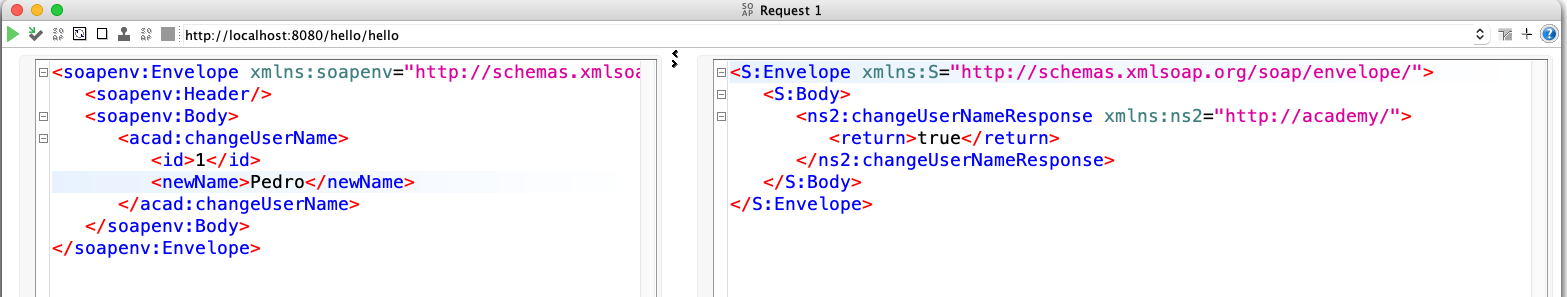 SO
AP
Request 1
http://localhost:8080/hello/hello
<soapenv:Envelope xmlns:soapenv="http://schemas.xmlsoa
<soapenv:Header/>
<soapenv:Body>
<acad:changeUserName>
<id>1</id>
<newName>Pedro</newName>
</acad:changeUserName>
</soapenv:Body>
</soapenv:Envelope>
<S:Envelope xmlns:S="http://schemas.xmlsoap.org/soap/envelope/">
<S:Body>
<ns2:changeUserNameResponse xmlns:ns2="http://academy/">
<return>true</return>
</ns2:changeUserNameResponse>
</S:Body>
</S:Envelope>